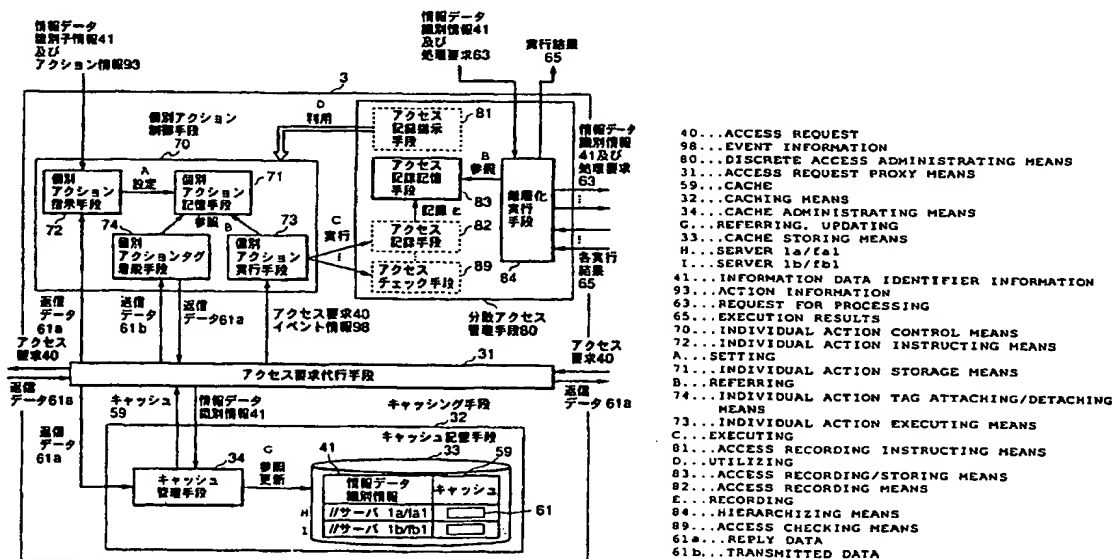 情報データ
識別子情報41
及び
アクション情報93
情報データ
識別情報41
及び
処理要求63
実行結果
65
3
個別アクション
制御手段
70
D
利用
アクセス
記録指示
手段
81
情報データ
識別情報
41及び
処理要求
63
個別
アクション
指示手段
72
A
設定
個別
アクション
記憶手段
71
アクセス
記録記憶
手段
83
B
参照
階層化
実行
手段
84
参照
B
74
個別
アクションタグ
着脱手段
73
個別
アクション
実行手段
C
実行
記録 E
アクセス
記録手段
82
アクセス
チェック手段
89
各実行
結果
65
分散アクセス
管理手段80
返信
データ
61a
返信
データ
61b
返信
データ61a
アクセス要求40
イベント情報98
アクセス
要求40
31
アクセス
要求40
アクセス要求代行手段
返信
データ61a
返信
データ 61a
キャッシュ
59
情報データ
識別情報41
キャッシング手段
32
返信
データ
61a
キャッシュ記憶手段
33
34
キャッシュ
管理手段
G
参照
更新
41
59
情報データ
識別情報
キャッシュ
H
//サーバ 1a/fa1
61
I
//サーバ 1b/fb1
40...ACCESS REQUEST
98...EVENT INFORMATION
80...DISCRETE ACCESS ADMINISTRATING MEANS
31...ACCESS REQUEST PROXY MEANS
59...CACHE
32...CACHING MEANS
34...CACHE ADMINISTRATING MEANS
G...REFERRING, UPDATING
33...CACHE STORING MEANS
H...SERVER 1a/fa1
I...SERVER 1b/fb1
41...INFORMATION DATA IDENTIFIER INFORMATION
93...ACTION INFORMATION
63...REQUEST FOR PROCESSING
65...EXECUTION RESULTS
70...INDIVIDUAL ACTION CONTROL MEANS
72...INDIVIDUAL ACTION INSTRUCTING MEANS
A...SETTING
71...INDIVIDUAL ACTION STORAGE MEANS
B...REFERRING
74...INDIVIDUAL ACTION TAG ATTACHING/DETACHING
MEANS
73...INDIVIDUAL ACTION EXECUTING MEANS
C...EXECUTING
81...ACCESS RECORDING INSTRUCTING MEANS
D...UTILIZING
83...ACCESS RECORDING/STORING MEANS
82...ACCESS RECORDING MEANS
E...RECORDING
84...HIERARCHIZING MEANS
89...ACCESS CHECKING MEANS
61a...REPLY DATA
61b...TRANSMITTED DATA